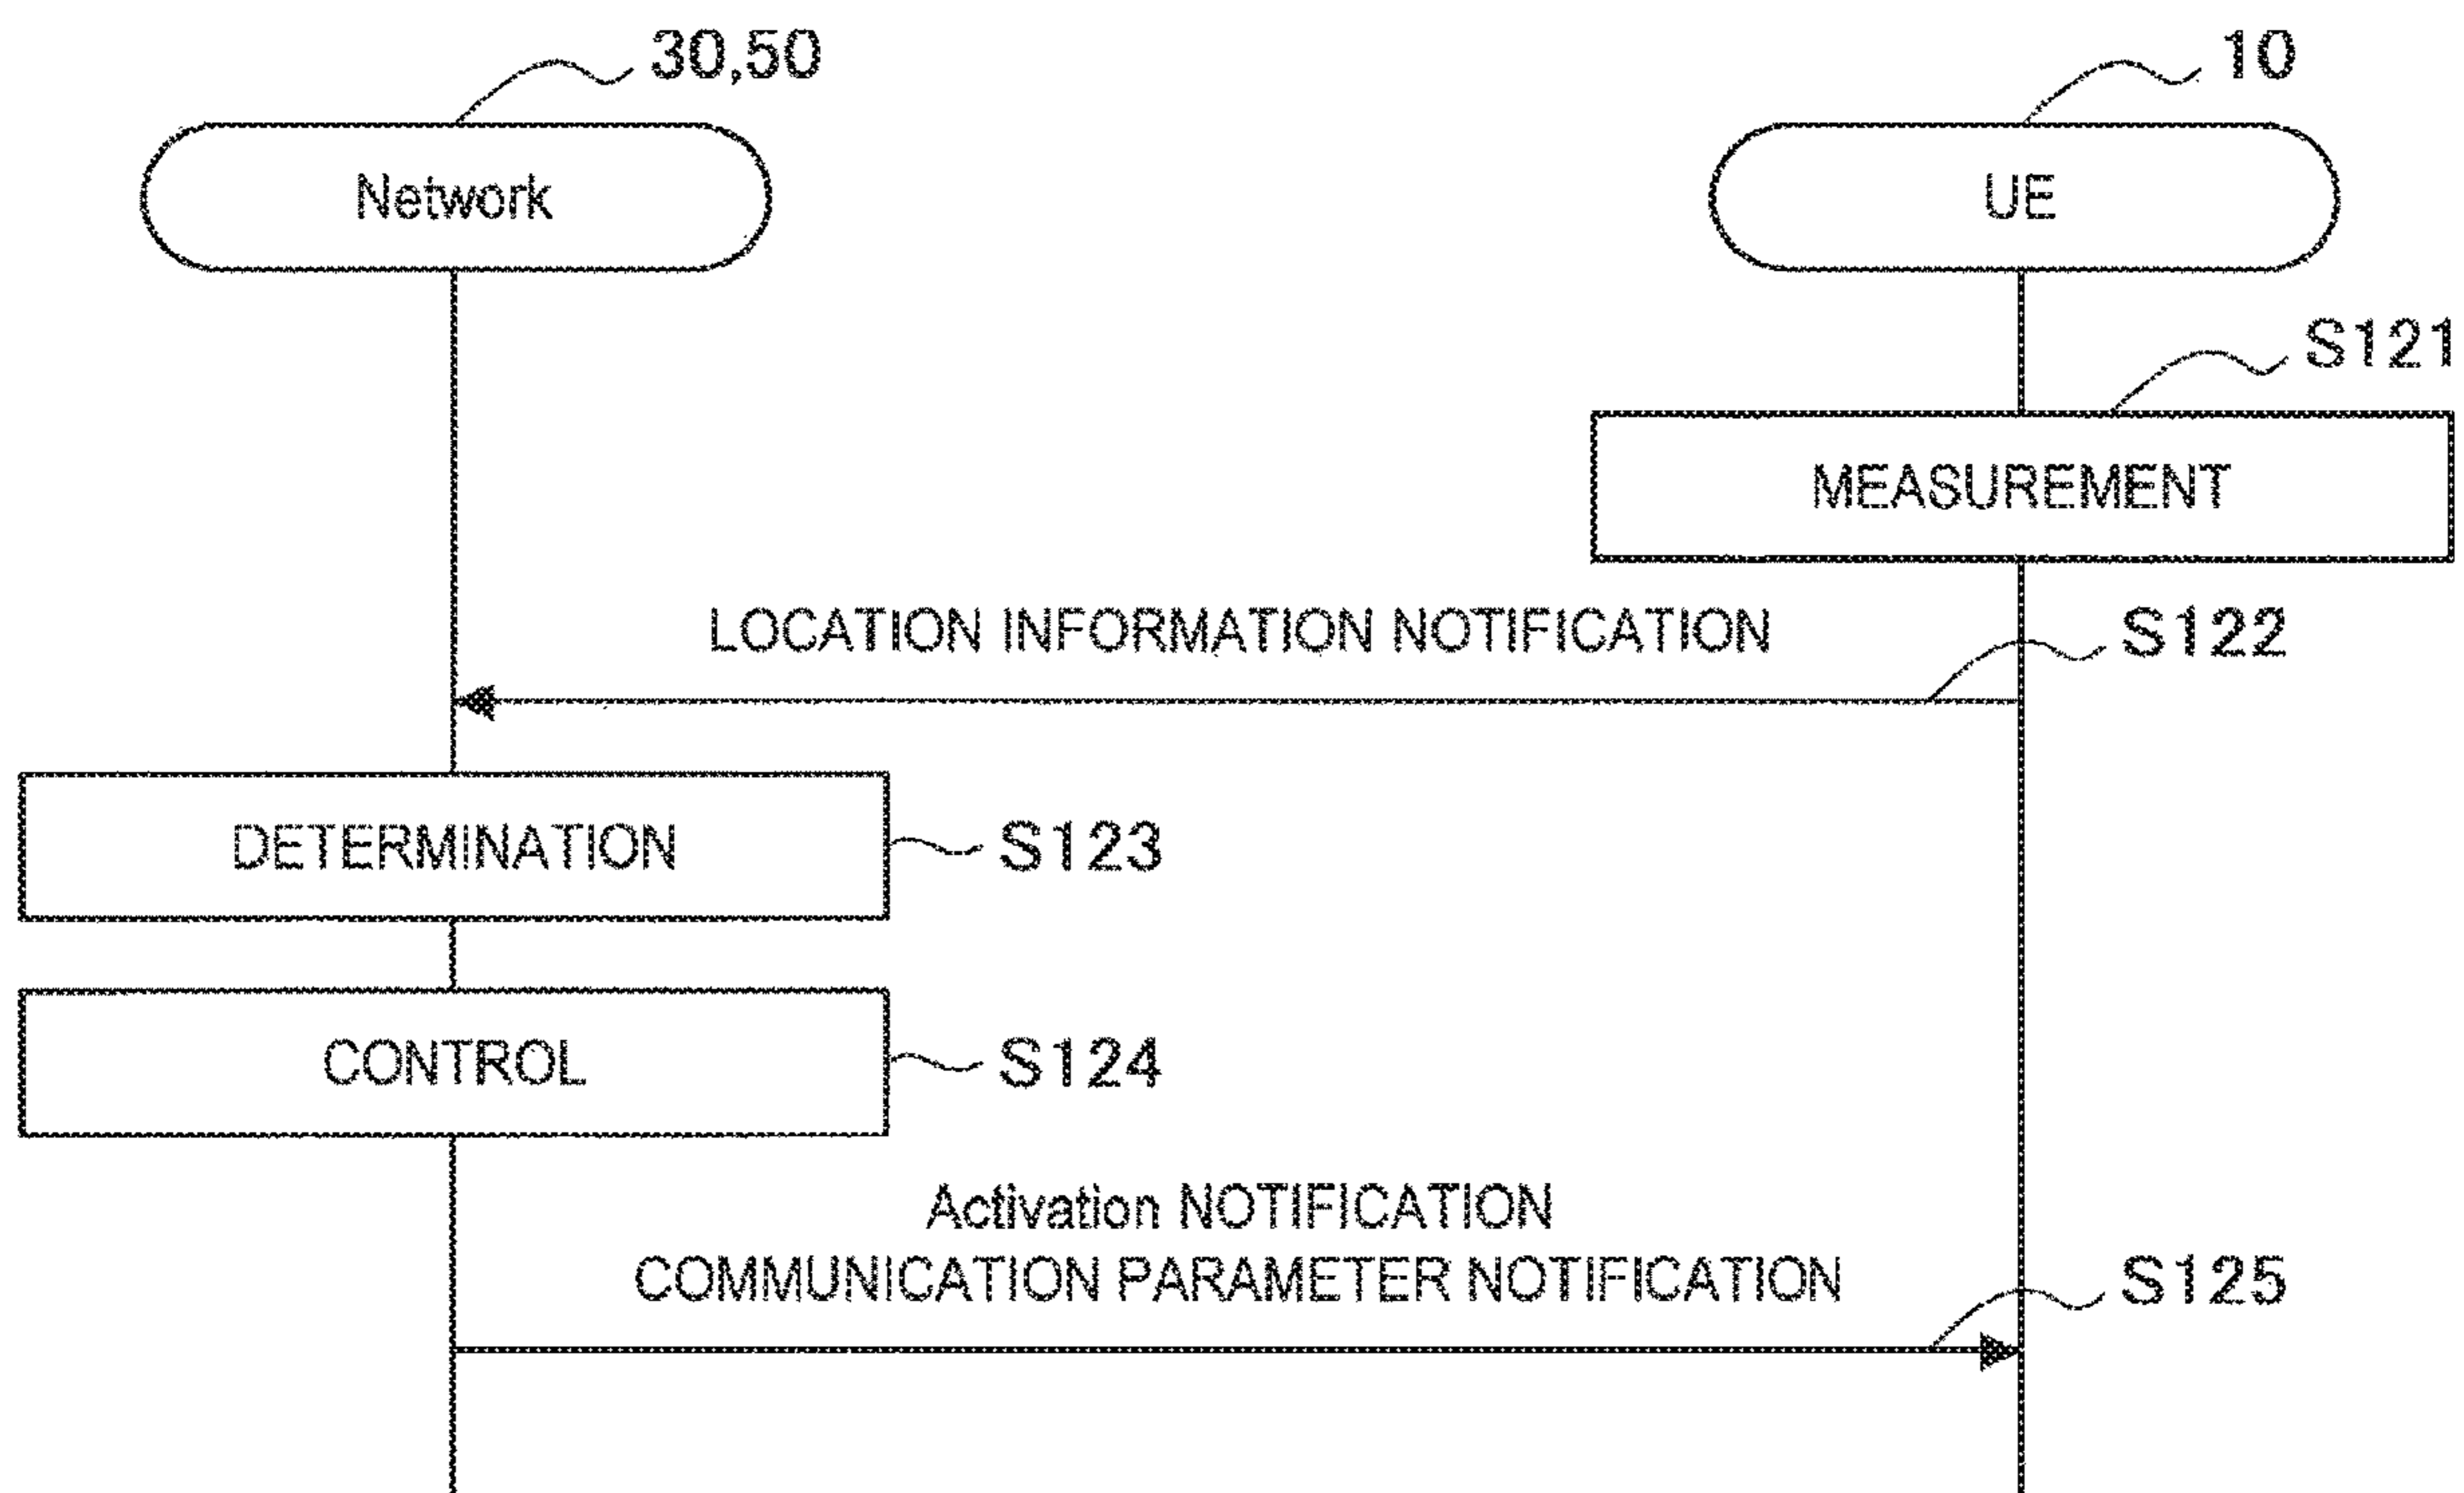 30,50
10
Network
UE
S121
MEASUREMENT
LOCATION INFORMATION NOTIFICATION
S122
DETERMINATION
S123
CONTROL
S124
Activation NOTIFICATION
COMMUNICATION PARAMETER NOTIFICATION
S125